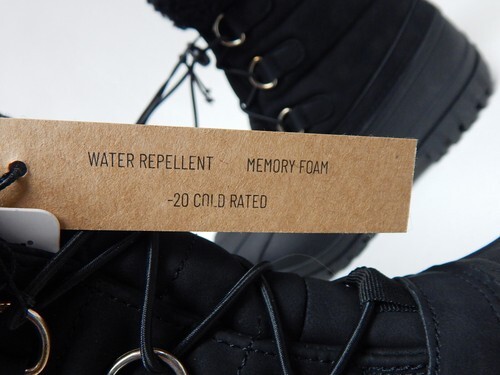 WATER REPELLENT MEMORY FOAM
-20 COLD RATED